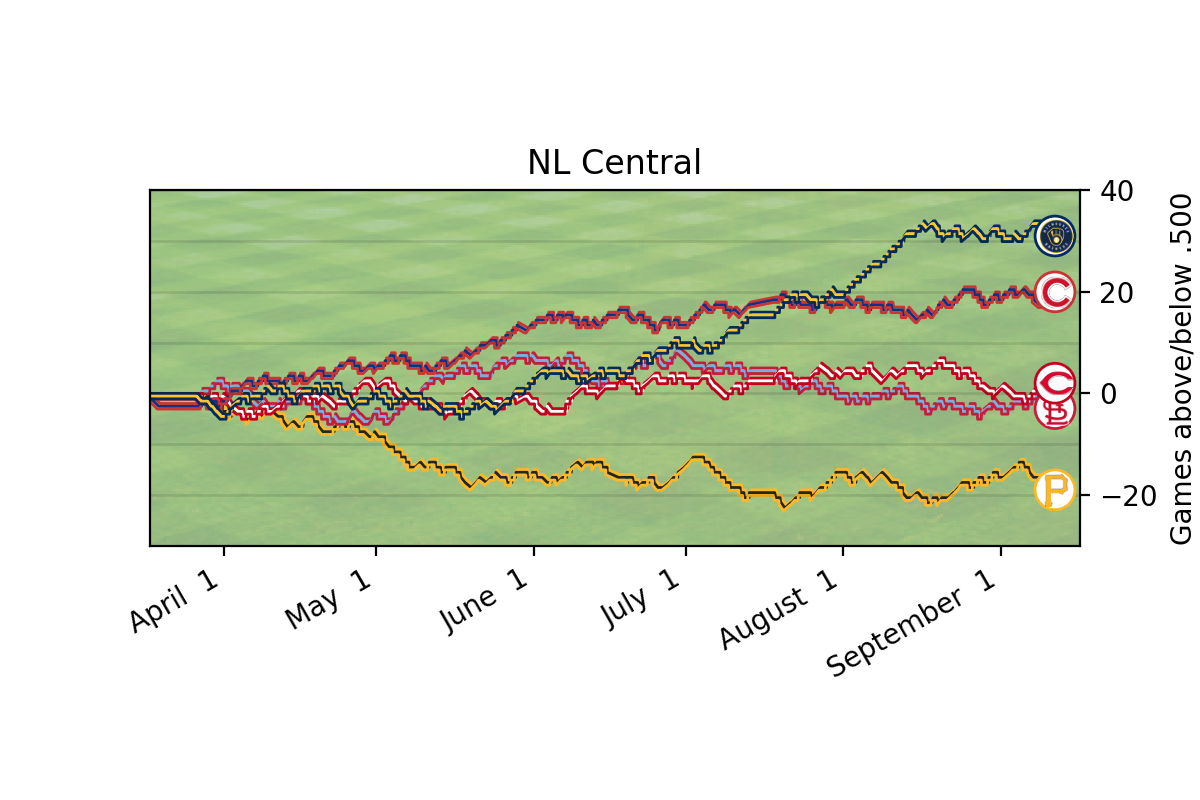 NL Central
40
20
0
−20
Games above/below .500
C
C
STL
P
April 1
May 1
June 1
July 1
August 1
September 1